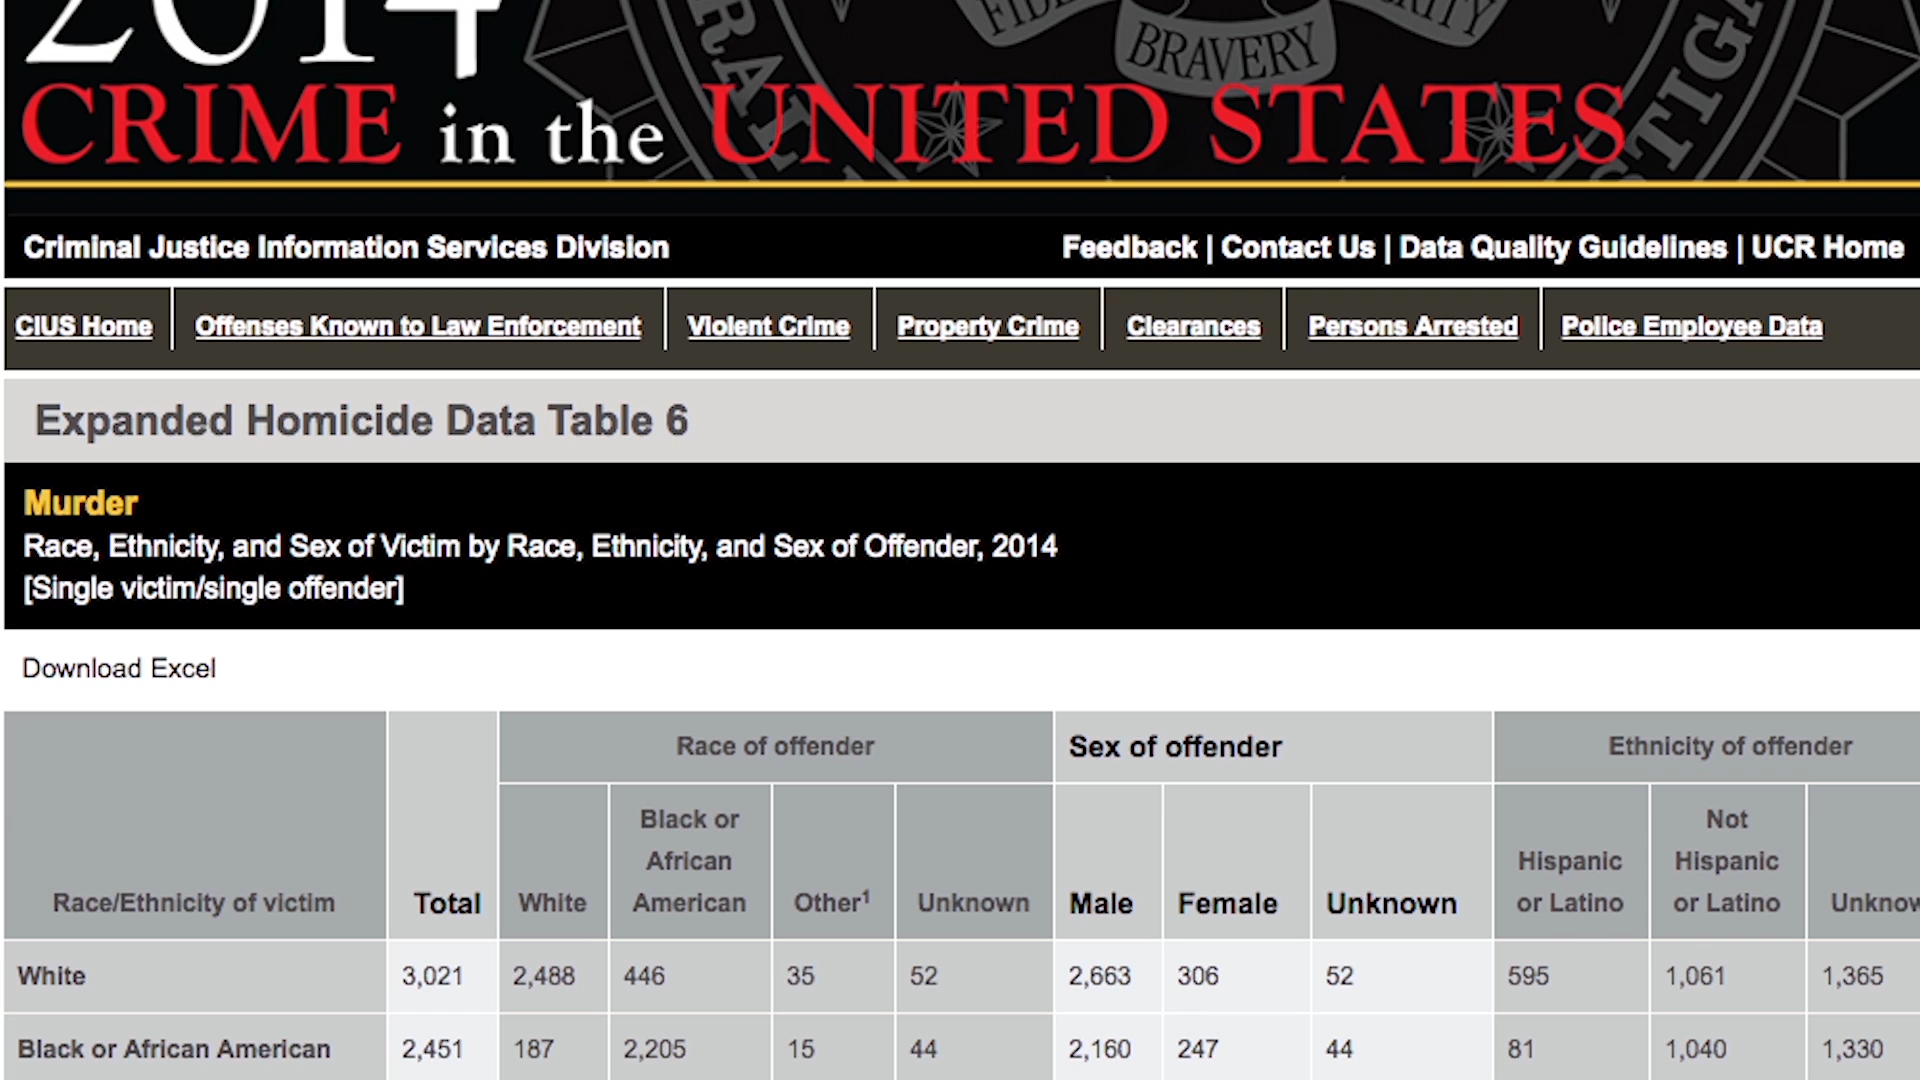 2014
BRAVERY
CRIME in the UNITED STATES
Criminal Justice Information Services Division
Feedback | Contact Us | Data Quality Guidelines | UCR Home
CIUS Home
Offenses Known to Law Enforcement
Violent Crime
Property Crime
Clearances
Persons Arrested
Police Employee Data
Expanded Homicide Data Table 6
Murder
Race, Ethnicity, and Sex of Victim by Race, Ethnicity, and Sex of Offender, 2014
[Single victim/single offender]
Download Excel
Race/Ethnicity of victim Total Race of offender Sex of offender Ethnicity of offender
White Black or African American Other¹ Unknown Male Female Unknown Hispanic or Latino Not Hispanic or Latino Unknow
White 3,021 2,488 446 35 52 2,663 306 52 595 1,061 1,365
Black or African American 2,451 187 2,205 15 44 2,160 247 44 81 1,040 1,330